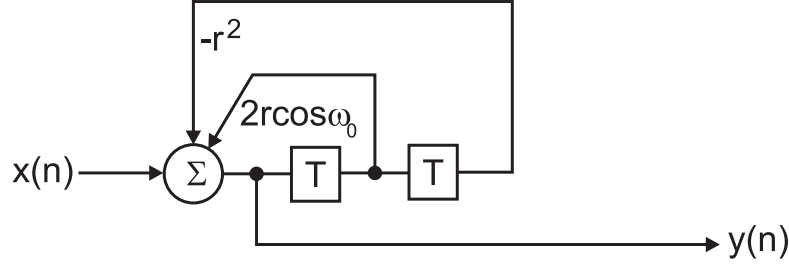 -r²
2rcosω₀
x(n)
Σ
T
T
y(n)